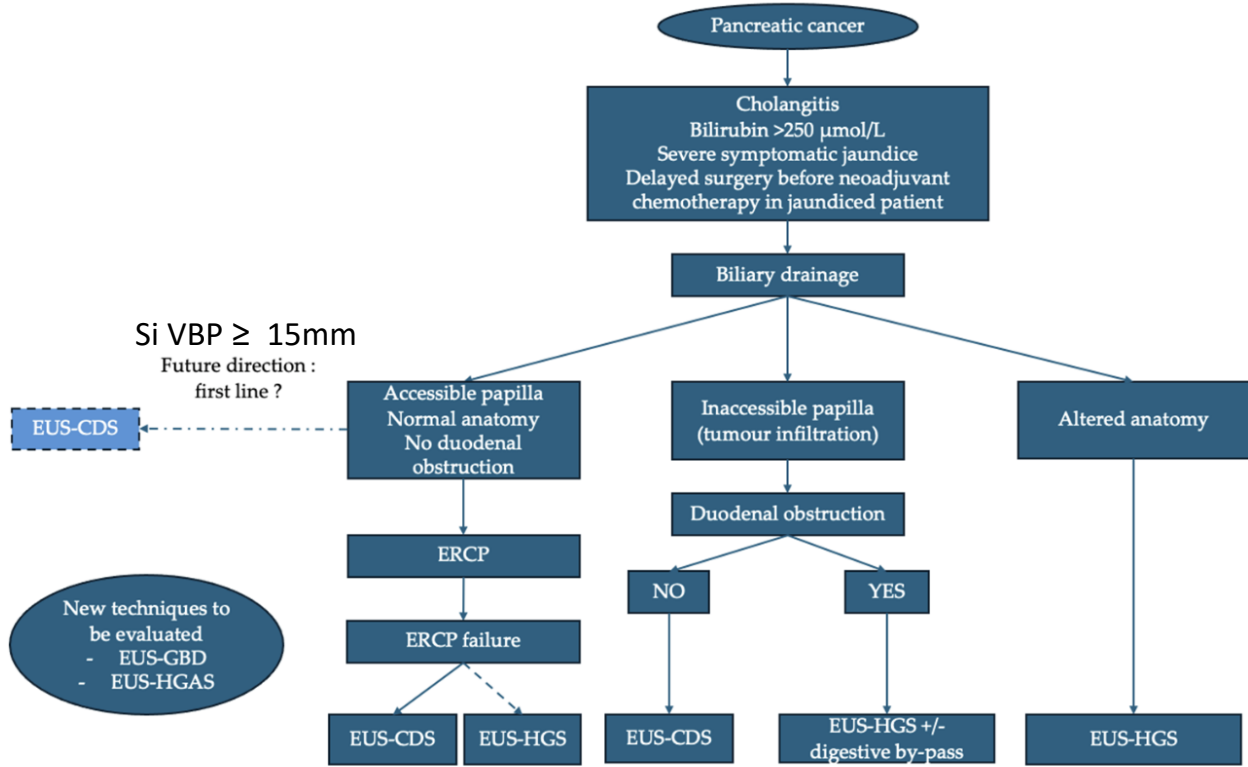 Pancreatic cancer
Cholangitis
Bilirubin >250 µmol/L
Severe symptomatic jaundice
Delayed surgery before neoadjuvant
chemotherapy in jaundiced patient
Biliary drainage
Si VBP ≥ 15mm
Future direction :
first line ?
EUS-CDS
Accessible papilla
Normal anatomy
No duodenal
obstruction
Inaccessible papilla
(tumour infiltration)
Altered anatomy
Duodenal obstruction
ERCP
NO
YES
New techniques to
be evaluated
- EUS-GBD
- EUS-HGAS
ERCP failure
EUS-CDS
EUS-HGS
EUS-CDS
EUS-HGS +/-
digestive by-pass
EUS-HGS